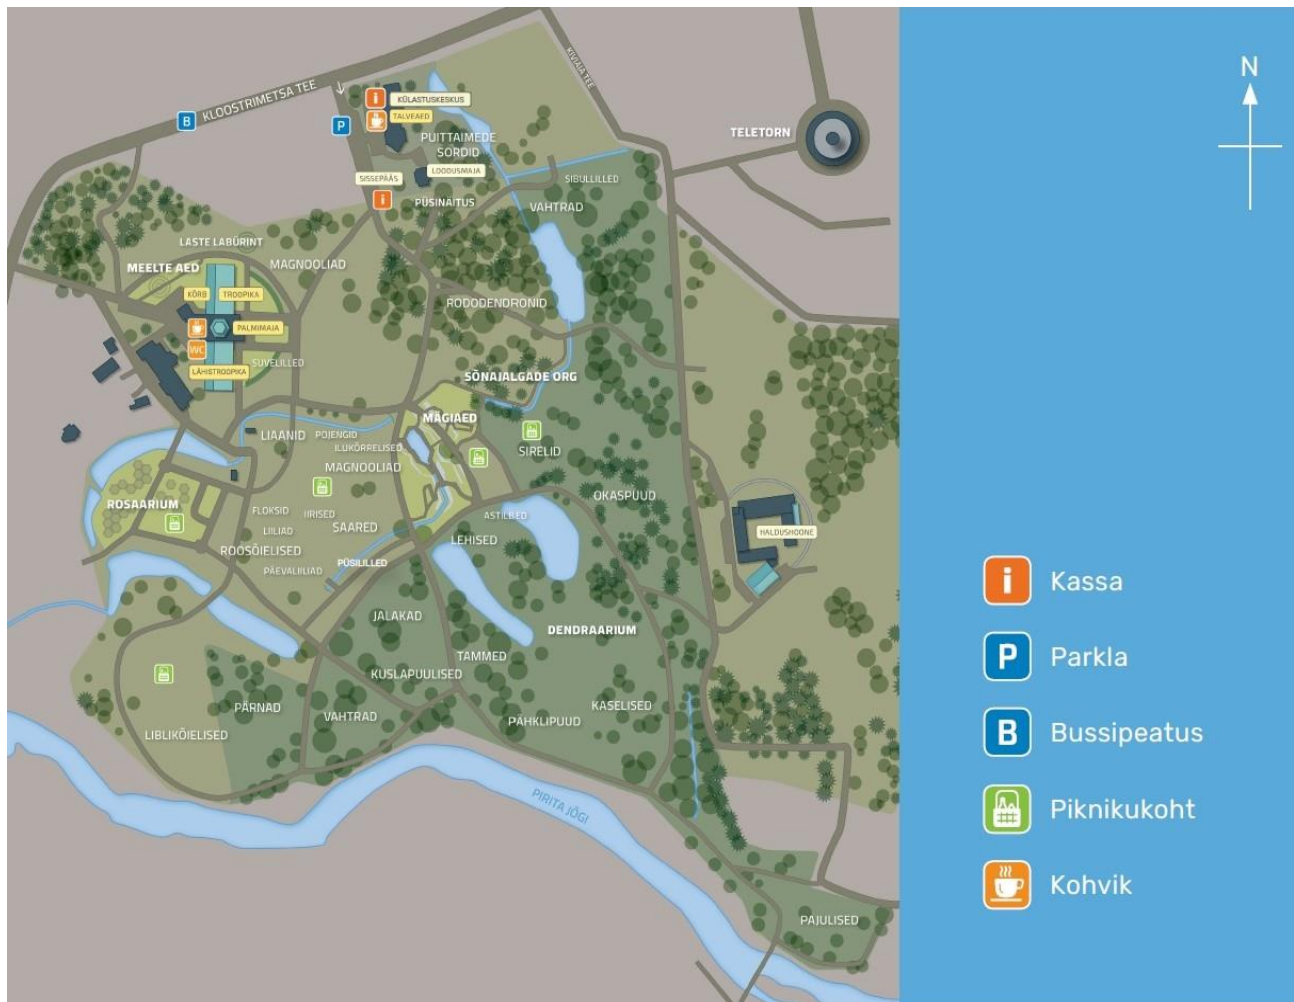 N
KIVIAIA TEE
KLOOSTRIMETSA TEE
B
P
i
KÜLASTUSKESKUS
TALVEAED
TELETORN
PUITTAIMEDE
SORDID
LOODUSMAJA
SISSEPÄÄS
i
PÜSINÄITUS
SIBULLILLED
VAHTRAD
LASTE LABÜRINT
MEELTE AED
MAGNOOLIAD
KÕRB
TROOPIKA
RODODENDRONID
PALMIMAJA
WC
LÄHISTROOPIKA
SUVELILLED
SÕNAJALGADE ORG
MÄGIAED
LIAANID
POJENGID
ILUKÕRRELISED
MAGNOOLIAD
SIRELID
OKASPUUD
ROSAARIUM
FLOKSID
IIRISED
LIILIAD
SAARED
ASTILBED
LEHISED
HALDUSHOONE
ROOSÕIELISED
PÄEVALIILIAD
PÜSILILLED
JALAKAD
DENDRAARIUM
TAMMED
KUSLAPUULISED
PÄRNAD
VAHTRAD
KASELISED
PÄHKLIPUUD
LIBLIKÕIELISED
PIRITA JÕGI
PAJULISED
i Kassa
P Parkla
B Bussipeatus
Piknikukoht
Kohvik